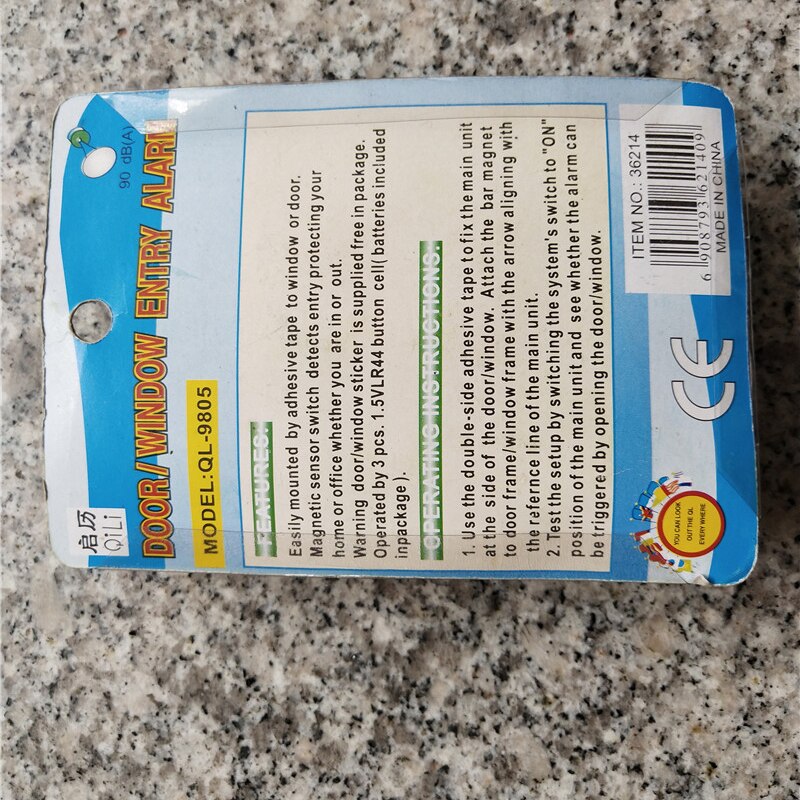 启历
QiLi
90 dB(A)
DOOR/WINDOW ENTRY ALARM
MODEL:QL-9805
FEATURES:
Easily mounted by adhesive tape to window or door.
Magnetic sensor switch detects entry protecting your
home or office whether you are in or out.
Warning door/window sticker is supplied free in package.
Operated by 3 pcs. 1.5VLR44 button cell( batteries included
inpackage).
OPERATING INSTRUCTIONS:
1. Use the double-side adhesive tape to fix the main unit
at the side of the door/window. Attach the bar magnet
to door frame/window frame with the arrow aligning with
the refernce line of the main unit.
2. Test the setup by switching the system's switch to "ON"
position of the main unit and see whether the alarm can
be triggered by opening the door/window.
ITEM NO.: 36214
6 908793 621409
MADE IN CHINA
CE
YOU CAN LOOK
OUT THE QL
EVERY WHERE